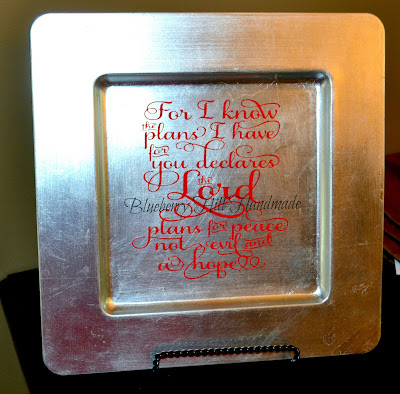 For I know
the plans I have
for
you declares
the
Lord
Blueberry Hill Handmade
plans for peace
not evil and
a hope